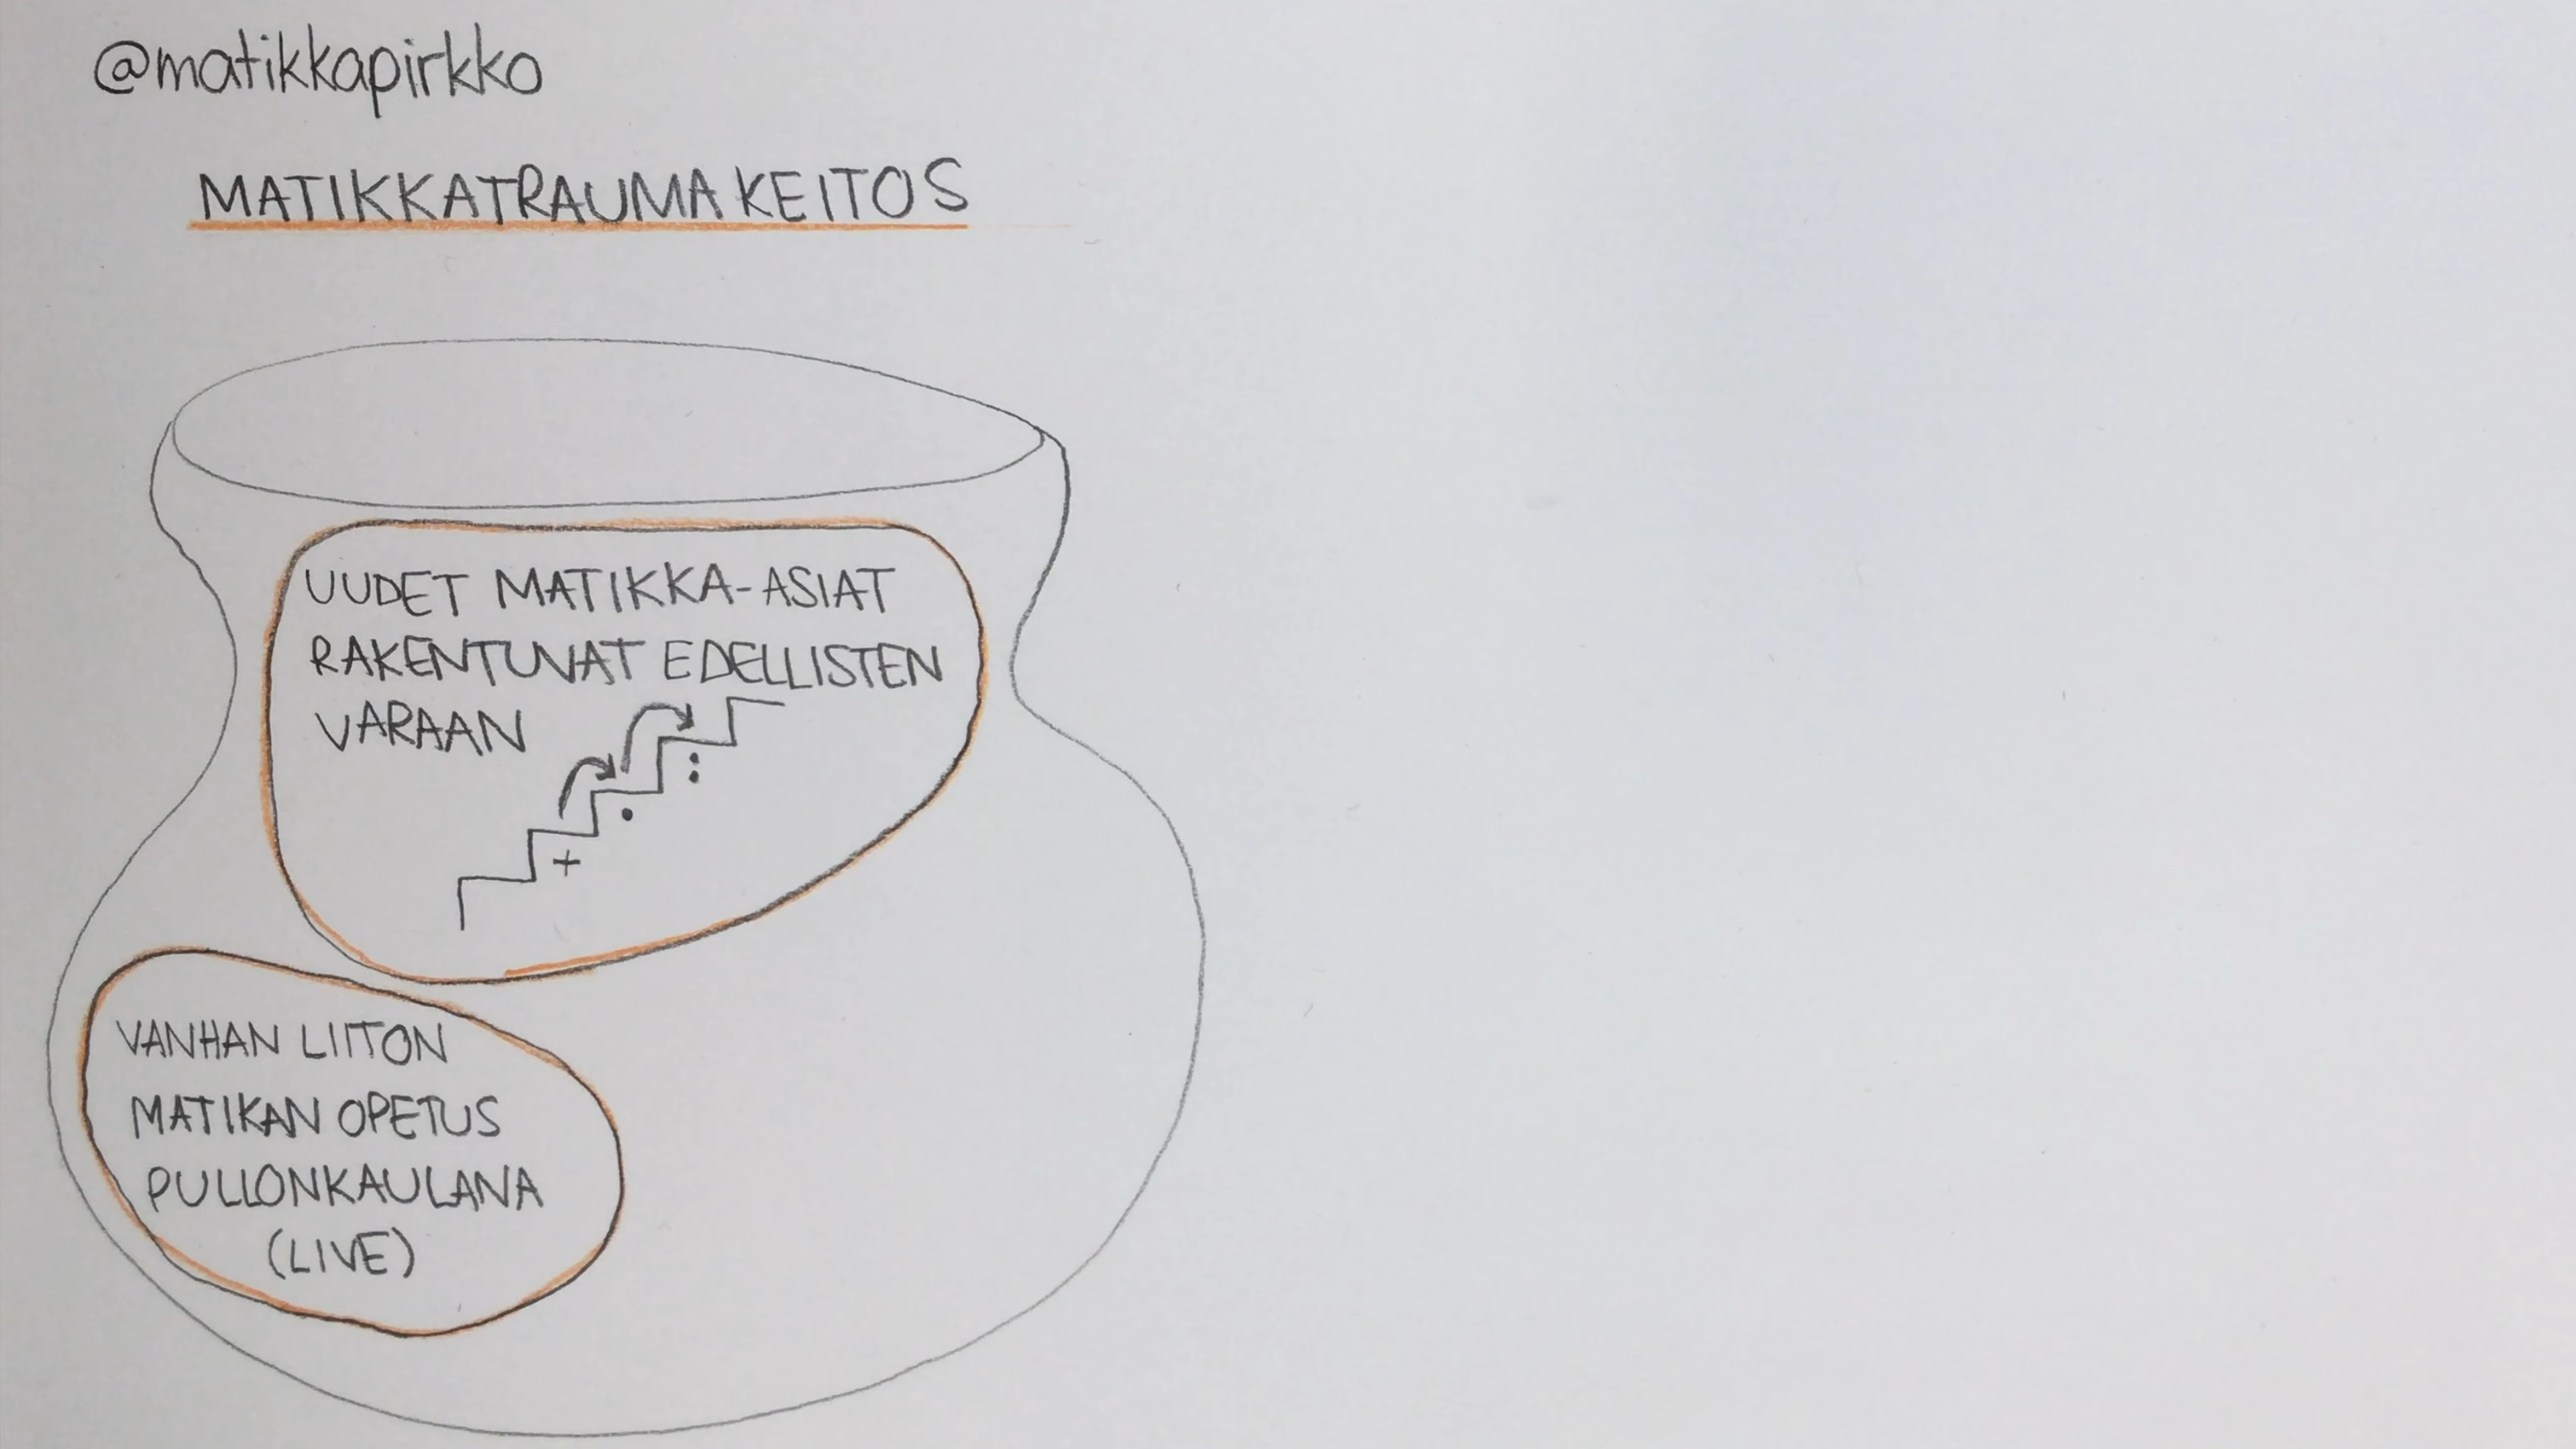 @matikkapirkko
MATIKKATRAUMAKEITOS
UUDET MATIKKA-ASIAT
RAKENTUVAT EDELLISTEN
VARAAN
+
•
:
VANHAN LIITON
MATIKAN OPETUS
PULLONKAULANA
(LIVE)